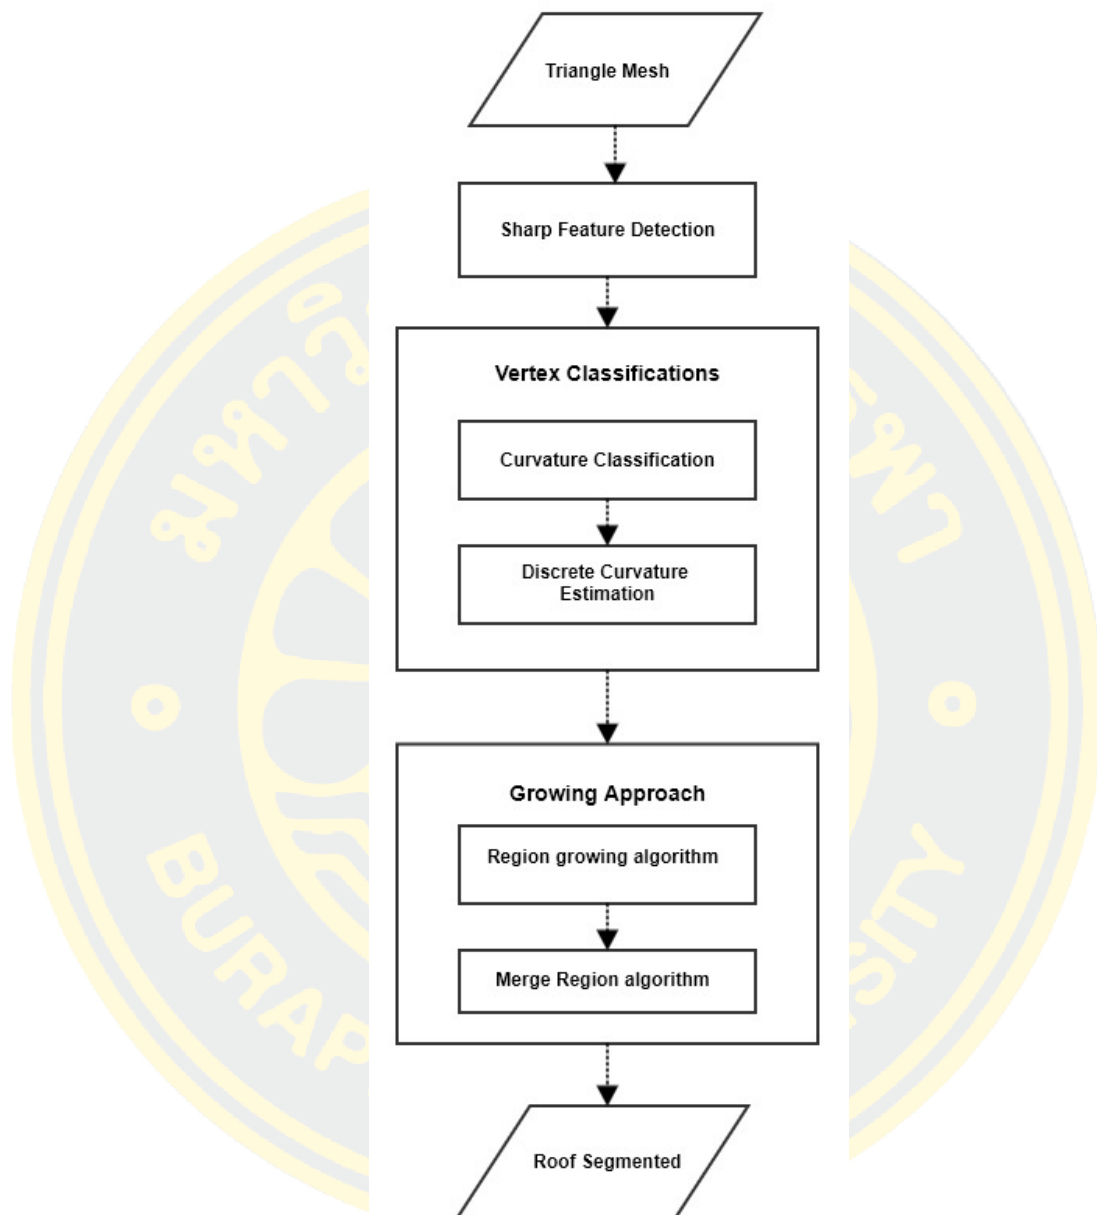 Triangle Mesh
Sharp Feature Detection
Vertex Classifications
Curvature Classification
Discrete Curvature
Estimation
Growing Approach
Region growing algorithm
Merge Region algorithm
Roof Segmented